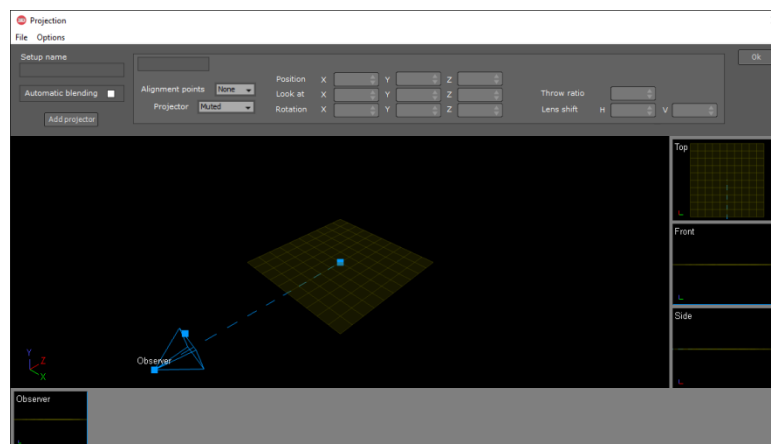 Projection
File Options
Setup name
Automatic blending
Add projector
Alignment points None
Projector Muted
Position X Y Z
Look at X Y Z
Rotation X Y Z
Throw ratio
Lens shift H V
Ok
Top
Front
Side
Observer
Y
Z
X
Observer